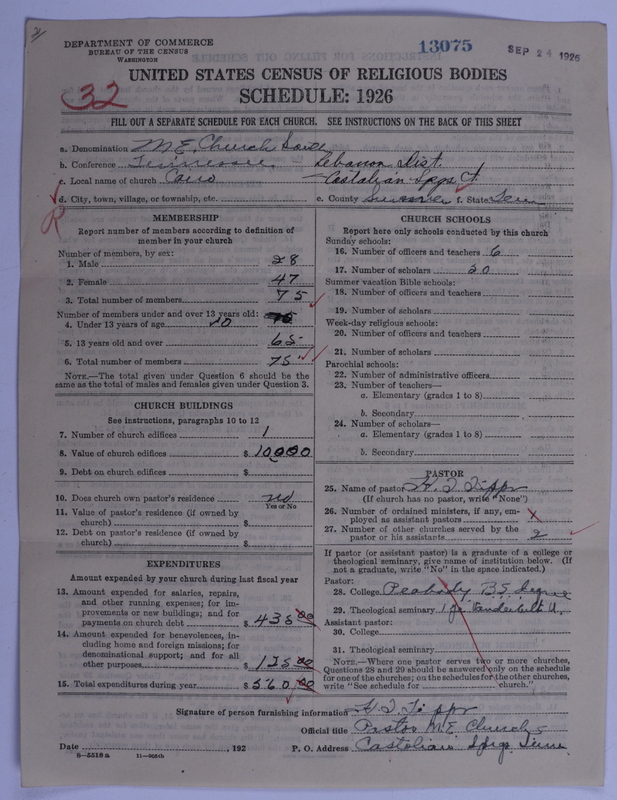 DEPARTMENT OF COMMERCE
BUREAU OF THE CENSUS
WASHINGTON
13075
SEP 24 1926
UNITED STATES CENSUS OF RELIGIOUS BODIES
SCHEDULE: 1926
32
FILL OUT A SEPARATE SCHEDULE FOR EACH CHURCH. SEE INSTRUCTIONS ON THE BACK OF THIS SHEET
a. Denomination M.E. Church South
b. Conference Tennessee Lebanon Dist.
c. Local name of church Cairo Castalian Spgs Ct.
d. City, town, village, or township, etc. e. County Sumner f. State Tenn
MEMBERSHIP
Report number of members according to definition of member in your church
Number of members, by sex:
1. Male 28
2. Female 47
3. Total number of members 75
Number of members under and over 13 years old:
4. Under 13 years of age 10
5. 13 years old and over 65
6. Total number of members 75
NOTE.—The total given under Question 6 should be the same as the total of males and females given under Question 3.
CHURCH BUILDINGS
See instructions, paragraphs 10 to 12
7. Number of church edifices 1
8. Value of church edifices $ 10000
9. Debt on church edifices $
10. Does church own pastor's residence no
Yes or No
11. Value of pastor's residence (if owned by church) $
12. Debt on pastor's residence (if owned by church) $
EXPENDITURES
Amount expended by your church during last fiscal year
13. Amount expended for salaries, repairs, and other running expenses; for improvements or new buildings; and for payments on church debt $ 435 00
14. Amount expended for benevolences, including home and foreign missions; for denominational support; and for all other purposes $ 125 00
15. Total expenditures during year $ 560 00
CHURCH SCHOOLS
Report here only schools conducted by this church
Sunday schools:
16. Number of officers and teachers 6
17. Number of scholars 50
Summer vacation Bible schools:
18. Number of officers and teachers
19. Number of scholars
Week-day religious schools:
20. Number of officers and teachers
21. Number of scholars
Parochial schools:
22. Number of administrative officers
23. Number of teachers—
a. Elementary (grades 1 to 8)
b. Secondary
24. Number of scholars—
a. Elementary (grades 1 to 8)
b. Secondary
PASTOR
25. Name of pastor H. T. Tippr
(If church has no pastor, write "None")
26. Number of ordained ministers, if any, employed as assistant pastors x
27. Number of other churches served by the pastor or his assistants 2
If pastor (or assistant pastor) is a graduate of a college or theological seminary, give name of institution below. (If not a graduate, write "No" in the space indicated.)
Pastor:
28. College Peabody B.S. Degree
29. Theological seminary 1 yr Vanderbilt U.
Assistant pastor:
30. College
31. Theological seminary
NOTE.—Where one pastor serves two or more churches, Questions 28 and 29 should be answered only on the schedule for one of the churches; on the schedules for the other churches, write "See schedule for church."
Signature of person furnishing information H. T. Tippr
Official title Pastor M.E. Church S
Date , 192 P. O. Address Castalian Spgs. Tenn
8—5518a